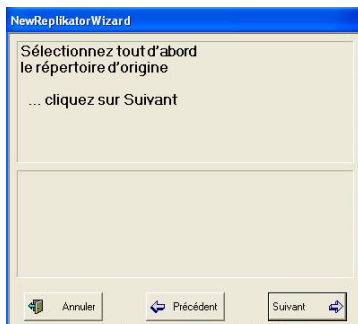 NewReplikatorWizard
Sélectionnez tout d'abord
le répertoire d'origine
... cliquez sur Suivant
Annuler
Précédent
Suivant